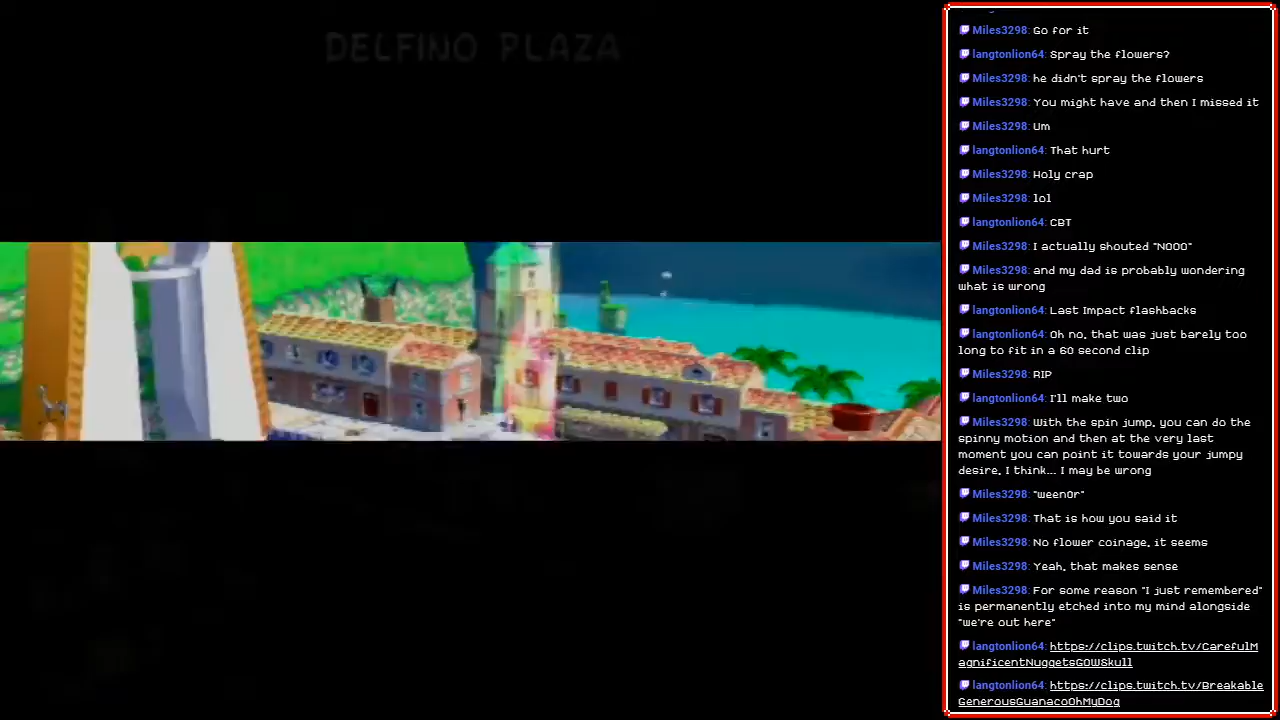 DELFINO PLAZA
Miles3298: Go for it
langtonlion64: Spray the flowers?
Miles3298: he didn't spray the flowers
Miles3298: You might have and then I missed it
Miles3298: Um
langtonlion64: That hurt
Miles3298: Holy crap
Miles3298: lol
langtonlion64: CBT
Miles3298: I actually shouted "NOOO"
Miles3298: and my dad is probably wondering
what is wrong
langtonlion64: Last Impact flashbacks
langtonlion64: Oh no, that was just barely too
long to fit in a 60 second clip
Miles3298: RIP
langtonlion64: I'll make two
Miles3298: With the spin jump, you can do the
spinny motion and then at the very last
moment you can point it towards your jumpy
desire, I think... I may be wrong
Miles3298: "ween0r"
Miles3298: That is how you said it
Miles3298: No flower coinage, it seems
Miles3298: Yeah, that makes sense
Miles3298: For some reason "I just remembered"
is permanently etched into my mind alongside
"we're out here"
langtonlion64: https://clips.twitch.tv/CarefulM
agnificentNuggetsGOWSkull
langtonlion64: https://clips.twitch.tv/Breakable
GenerousGuanacoOhMyDog